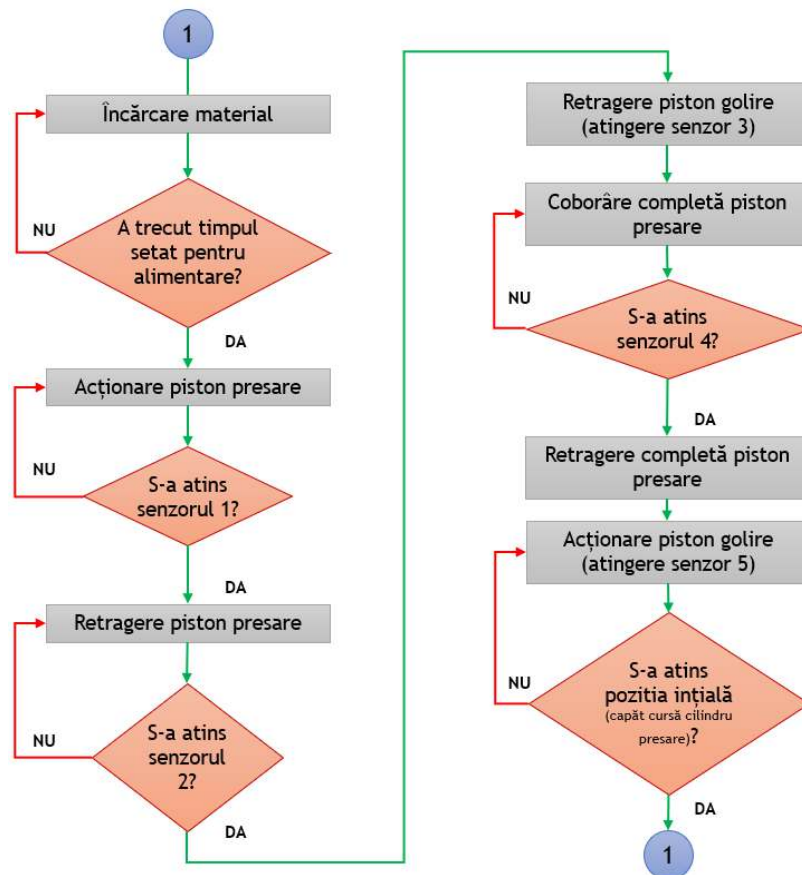 1
Încărcare material
NU
A trecut timpul
setat pentru
alimentare?
DA
Acționare piston presare
NU
S-a atins
senzorul 1?
DA
Retragere piston presare
NU
S-a atins
senzorul
2?
DA
Retragere piston golire
(atingere senzor 3)
Coborâre completă piston
presare
NU
S-a atins
senzorul 4?
DA
Retragere completă piston
presare
Acționare piston golire
(atingere senzor 5)
NU
S-a atins
pozitia ințială
(capăt cursă cilindru
presare)?
DA
1